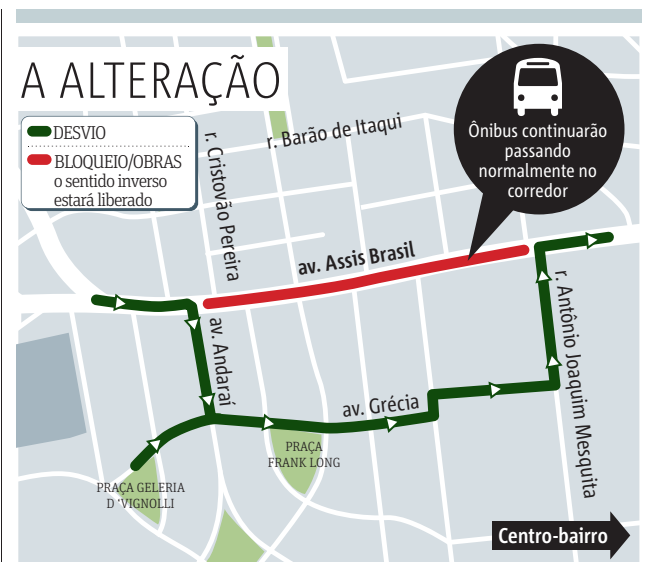 A ALTERAÇÃO
DESVIO
BLOQUEIO/OBRAS
o sentido inverso
estará liberado
Ônibus continuarão
passando
normalmente no
corredor
r. Barão de Itaqui
r. Cristovão Pereira
av. Assis Brasil
av. Andaraí
r. Antônio Joaquim Mesquita
av. Grécia
PRAÇA
FRANK LONG
PRAÇA GELERIA
D ‘VIGNOLLI
Centro-bairro